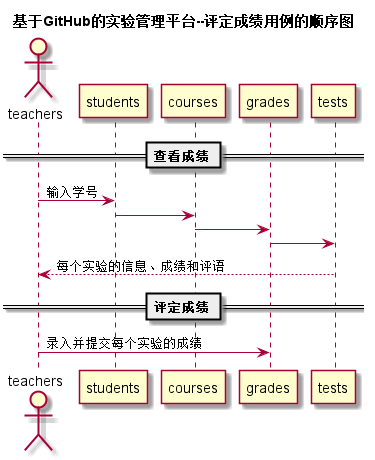 基于GitHub的实验管理平台--评定成绩用例的顺序图
teachers
students
courses
grades
tests
查看成绩
输入学号
每个实验的信息、成绩和评语
评定成绩
录入并提交每个实验的成绩
teachers
students
courses
grades
tests